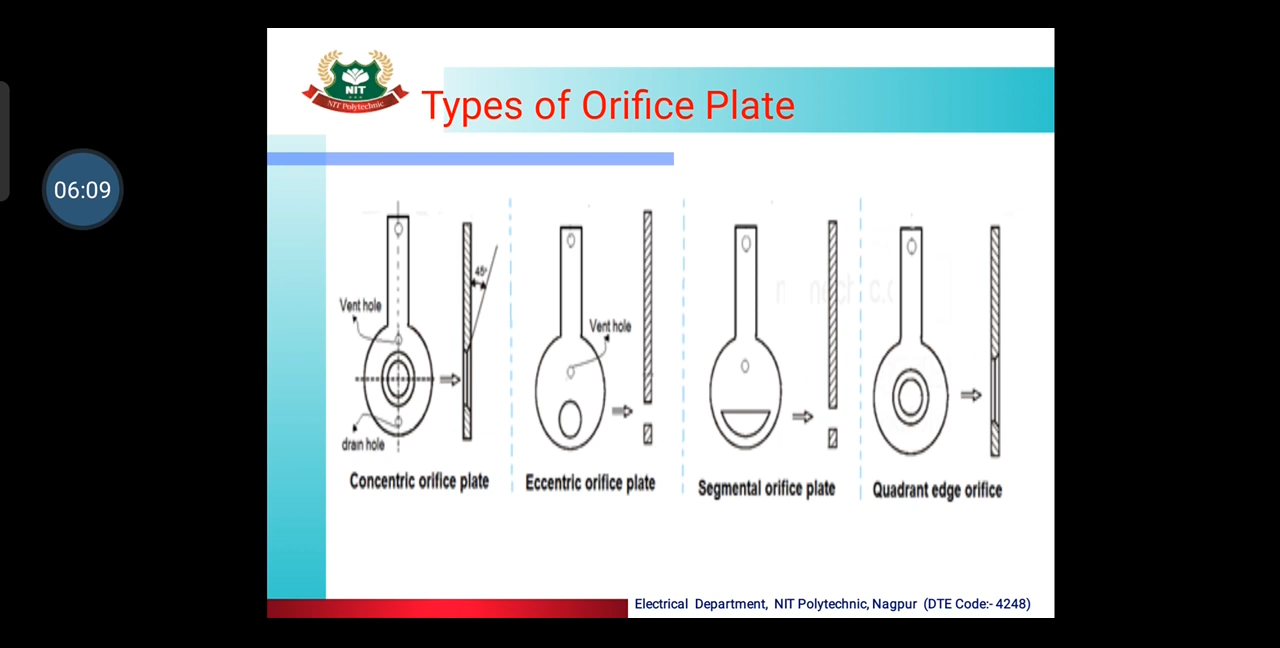 NIT
NIT Polytechnic
Types of Orifice Plate
06:09
45°
Vent hole
Vent hole
drain hole
Concentric orifice plate
Eccentric orifice plate
Segmental orifice plate
Quadrant edge orifice
Electrical Department, NIT Polytechnic, Nagpur (DTE Code:- 4248)